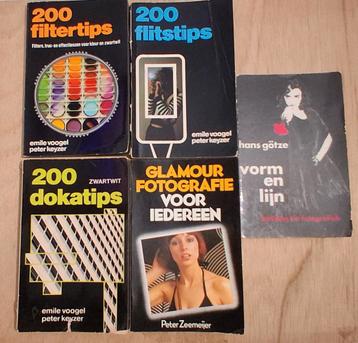 200
filtertips
Filters, truc- en effectlenzen voor kleur en zwartwit
emile voogel
peter keyzer
200
flitstips
emile voogel
peter keyzer
hans götze
vorm
en
lijn
200
ZWARTWIT
dokatips
emile voogel
peter keyzer
GLAMOUR
FOTOGRAFIE
VOOR
IEDEREEN
Peter Zeemeijer